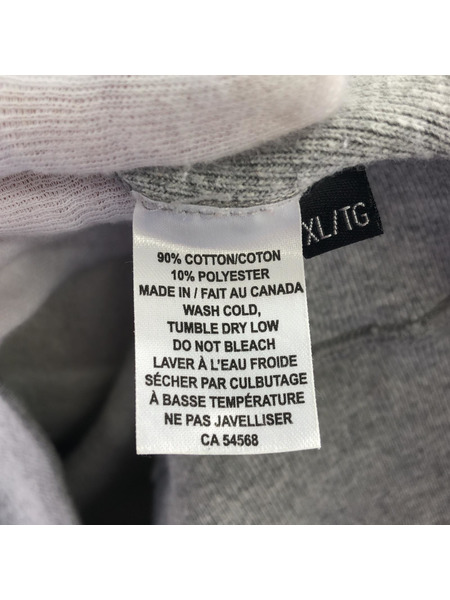 XL/TG
90% COTTON/COTON
10% POLYESTER
MADE IN / FAIT AU CANADA
WASH COLD,
TUMBLE DRY LOW
DO NOT BLEACH
LAVER À L'EAU FROIDE
SÉCHER PAR CULBUTAGE
À BASSE TEMPÉRATURE
NE PAS JAVELLISER
CA 54568